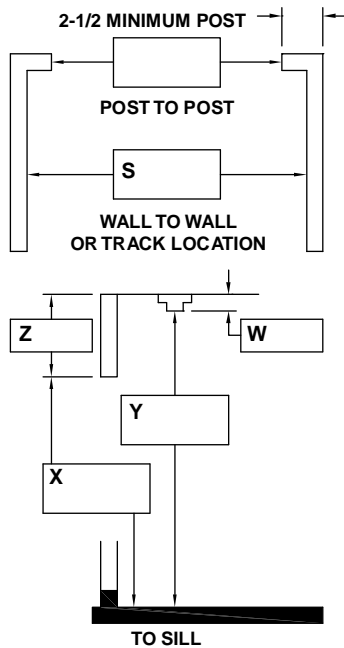 2-1/2 MINIMUM POST
POST TO POST
S
WALL TO WALL
OR TRACK LOCATION
Z
W
Y
X
TO SILL